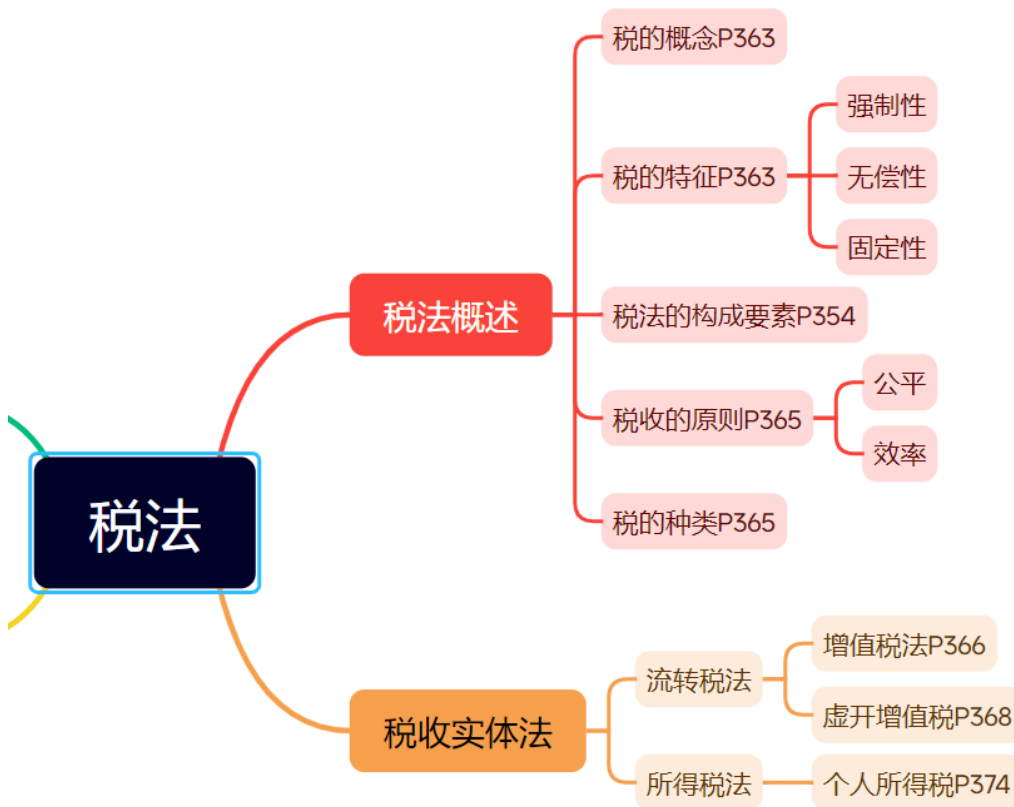 税的概念P363
强制性
税的特征P363
无偿性
固定性
税法概述
税法的构成要素P354
公平
税收的原则P365
效率
税的种类P365
税法
增值税法P366
流转税法
虚开增值税P368
税收实体法
所得税法
个人所得税P374